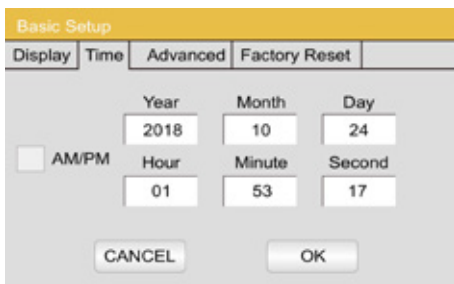 Basic Setup
Display Time Advanced Factory Reset
Year Month Day
2018 10 24
AM/PM Hour Minute Second
01 53 17
CANCEL OK